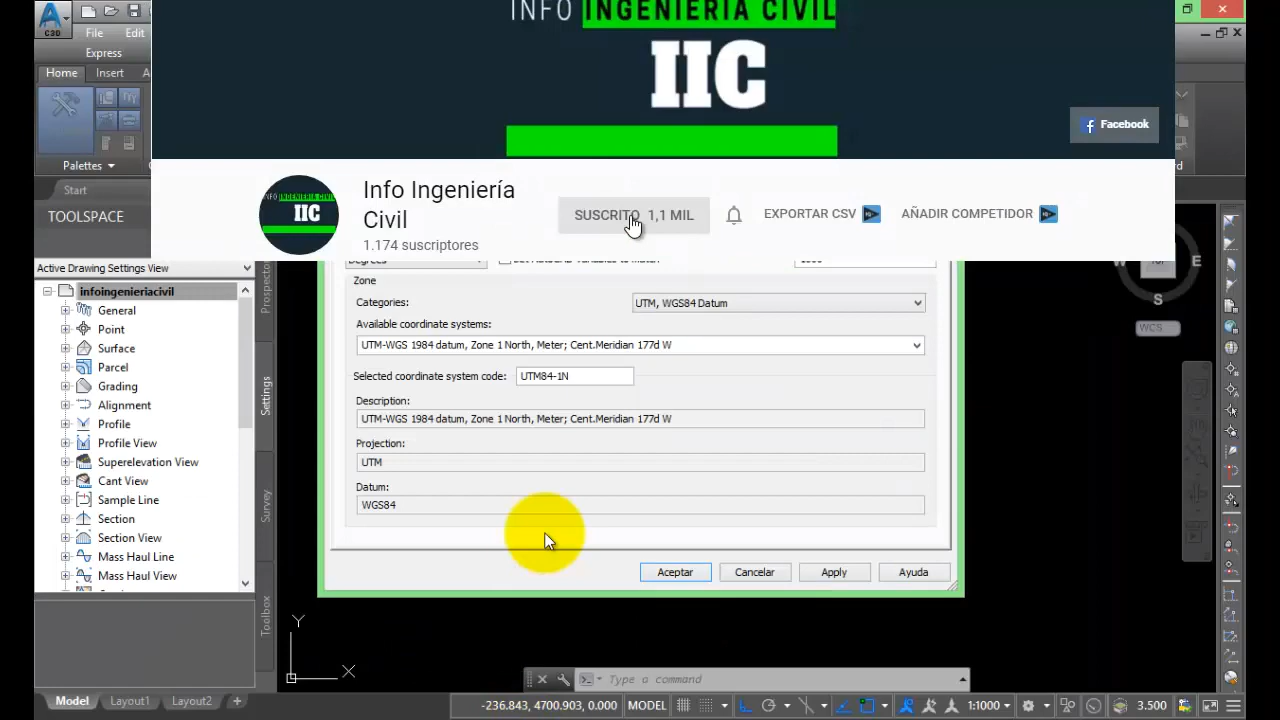 INFO INGENIERIA CIVIL
IIC
Facebook
INGENIERIA CIVIL
IIC
Info Ingeniería
Civil
1.174 suscriptores
SUSCRITO 1,1 MIL
EXPORTAR CSV
AÑADIR COMPETIDOR
C3D
File
Edit
Express
Home
Insert
A
Palettes
Start
TOOLSPACE
Active Drawing Settings View
infoingenieriacivil
General
Point
Surface
Parcel
Grading
Alignment
Profile
Profile View
Superelevation View
Cant View
Sample Line
Section
Section View
Mass Haul Line
Mass Haul View
Prospector
Settings
Survey
Toolbox
Degrees
Zone
Categories:
UTM, WGS84 Datum
Available coordinate systems:
UTM-WGS 1984 datum, Zone 1 North, Meter; Cent.Meridian 177d W
Selected coordinate system code:
UTM84-1N
Description:
UTM-WGS 1984 datum, Zone 1 North, Meter; Cent.Meridian 177d W
Projection:
UTM
Datum:
WGS84
Aceptar
Cancelar
Apply
Ayuda
W
E
S
WCS
Y
X
Type a command
Model
Layout1
Layout2
+
-236.843, 4700.903, 0.000
MODEL
1:1000
3.500